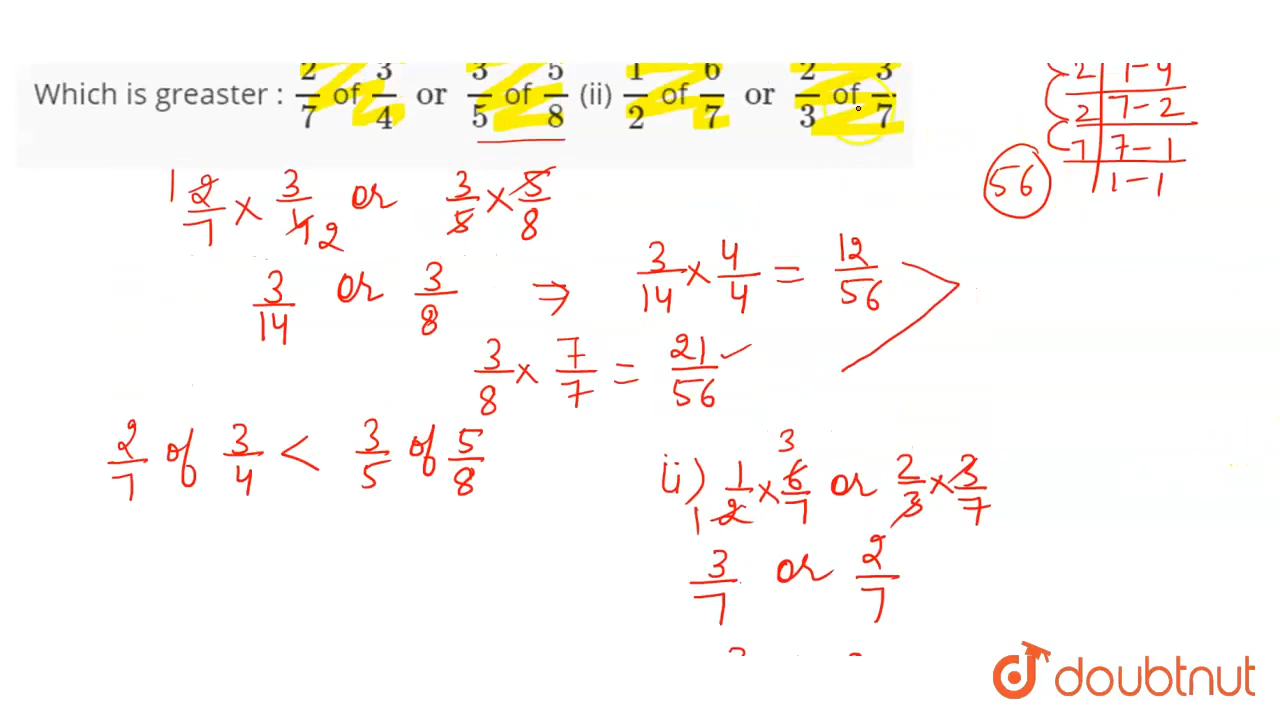 Which is greaster : 2/7 of 3/4 or 3/5 of 5/8 (ii) 1/2 of 6/7 or 2/3 of 3/7.
2 | 1 - 4
2 | 7 - 2
7 | 7 - 1
1 - 1
56
1 2/7 × 3/4 2 or 3/5 × 5/8
3/14 or 3/8 ⇒ 3/14 × 4/4 = 12/56
3/8 × 7/7 = 21/56 ✓
2/7 of 3/4 < 3/5 of 5/8
ii) 1/2 × 6/7 or 2/3 × 3/7
1 3
3/7 or 2/7
doubtnut